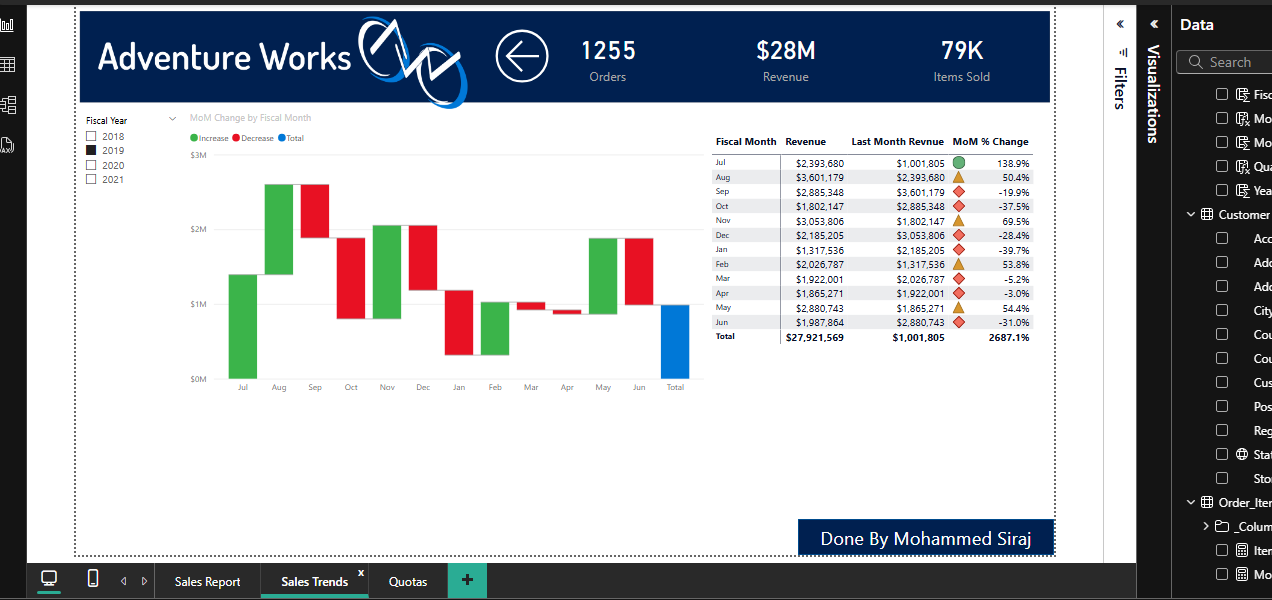 Adventure Works
1255
Orders
$28M
Revenue
79K
Items Sold
Fiscal Year
2018
2019
2020
2021
MoM Change by Fiscal Month
Increase Decrease Total
$3M
$2M
$1M
$0M
Jul Aug Sep Oct Nov Dec Jan Feb Mar Apr May Jun Total
Fiscal Month Revenue Last Month Revnue MoM % Change
Jul $2,393,680 $1,001,805 138.9%
Aug $3,601,179 $2,393,680 50.4%
Sep $2,885,348 $3,601,179 -19.9%
Oct $1,802,147 $2,885,348 -37.5%
Nov $3,053,806 $1,802,147 69.5%
Dec $2,185,205 $3,053,806 -28.4%
Jan $1,317,536 $2,185,205 -39.7%
Feb $2,026,787 $1,317,536 53.8%
Mar $1,922,001 $2,026,787 -5.2%
Apr $1,865,271 $1,922,001 -3.0%
May $2,880,743 $1,865,271 54.4%
Jun $1,987,864 $2,880,743 -31.0%
Total $27,921,569 $1,001,805 2687.1%
Done By Mohammed Siraj
Filters
Visualizations
Data
Search
Fisc
Mo
Mo
Qua
Yea
Customer
Acc
Add
Add
City
Cou
Cou
Cus
Pos
Reg
Stat
Sto
Order_Iter
_Colum
Item
Mo
Sales Report
Sales Trends x
Quotas
+